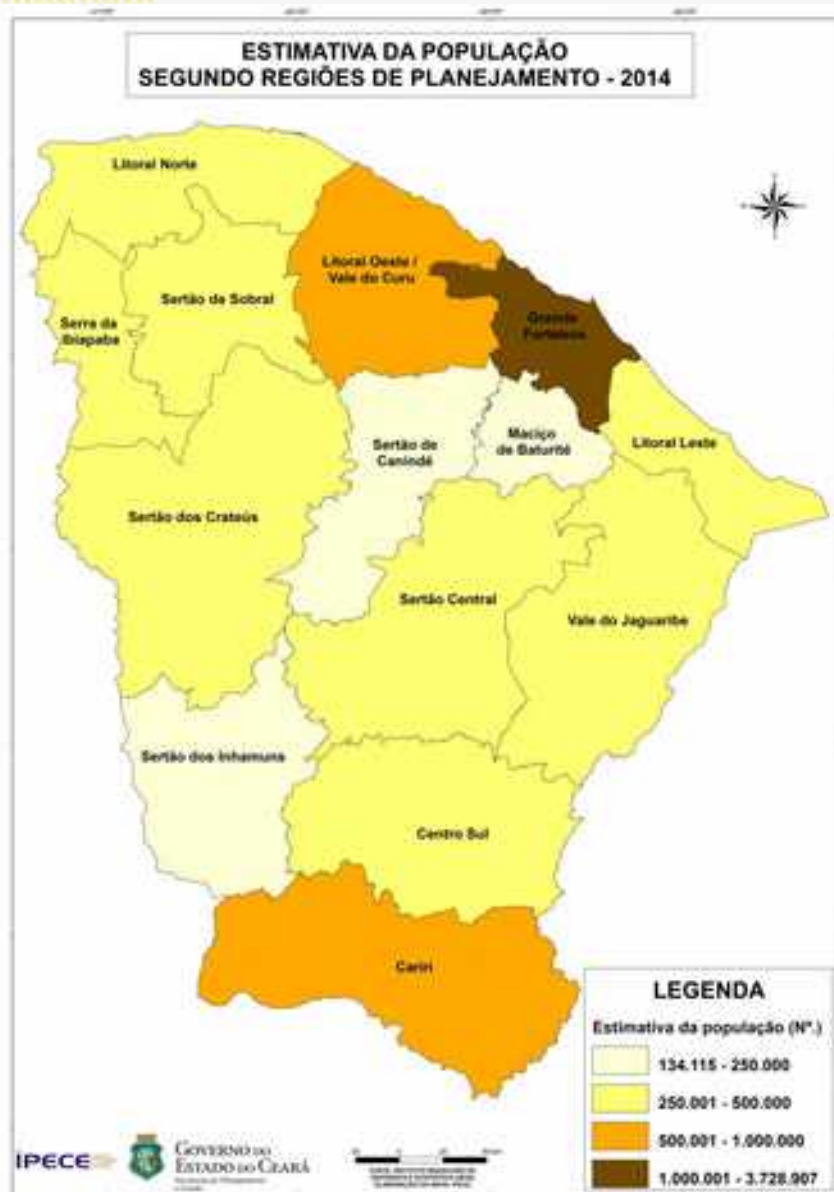 ESTIMATIVA DA POPULAÇÃO
SEGUNDO REGIÕES DE PLANEJAMENTO - 2014
Litoral Norte
Litoral Oeste /
Vale do Curu
Sertão de Sobral
Grande
Fortaleza
Serra da
Ibiapaba
Sertão de
Canindé
Maciço
de Baturité
Litoral Leste
Sertão dos Crateús
Sertão Central
Vale do Jaguaribe
Sertão dos Inhamuns
Centro Sul
Cariri
LEGENDA
Estimativa da população (Nº.)
134.115 - 250.000
250.001 - 500.000
500.001 - 1.000.000
1.000.001 - 3.728.907
IPECE
GOVERNO DO
ESTADO DO CEARÁ